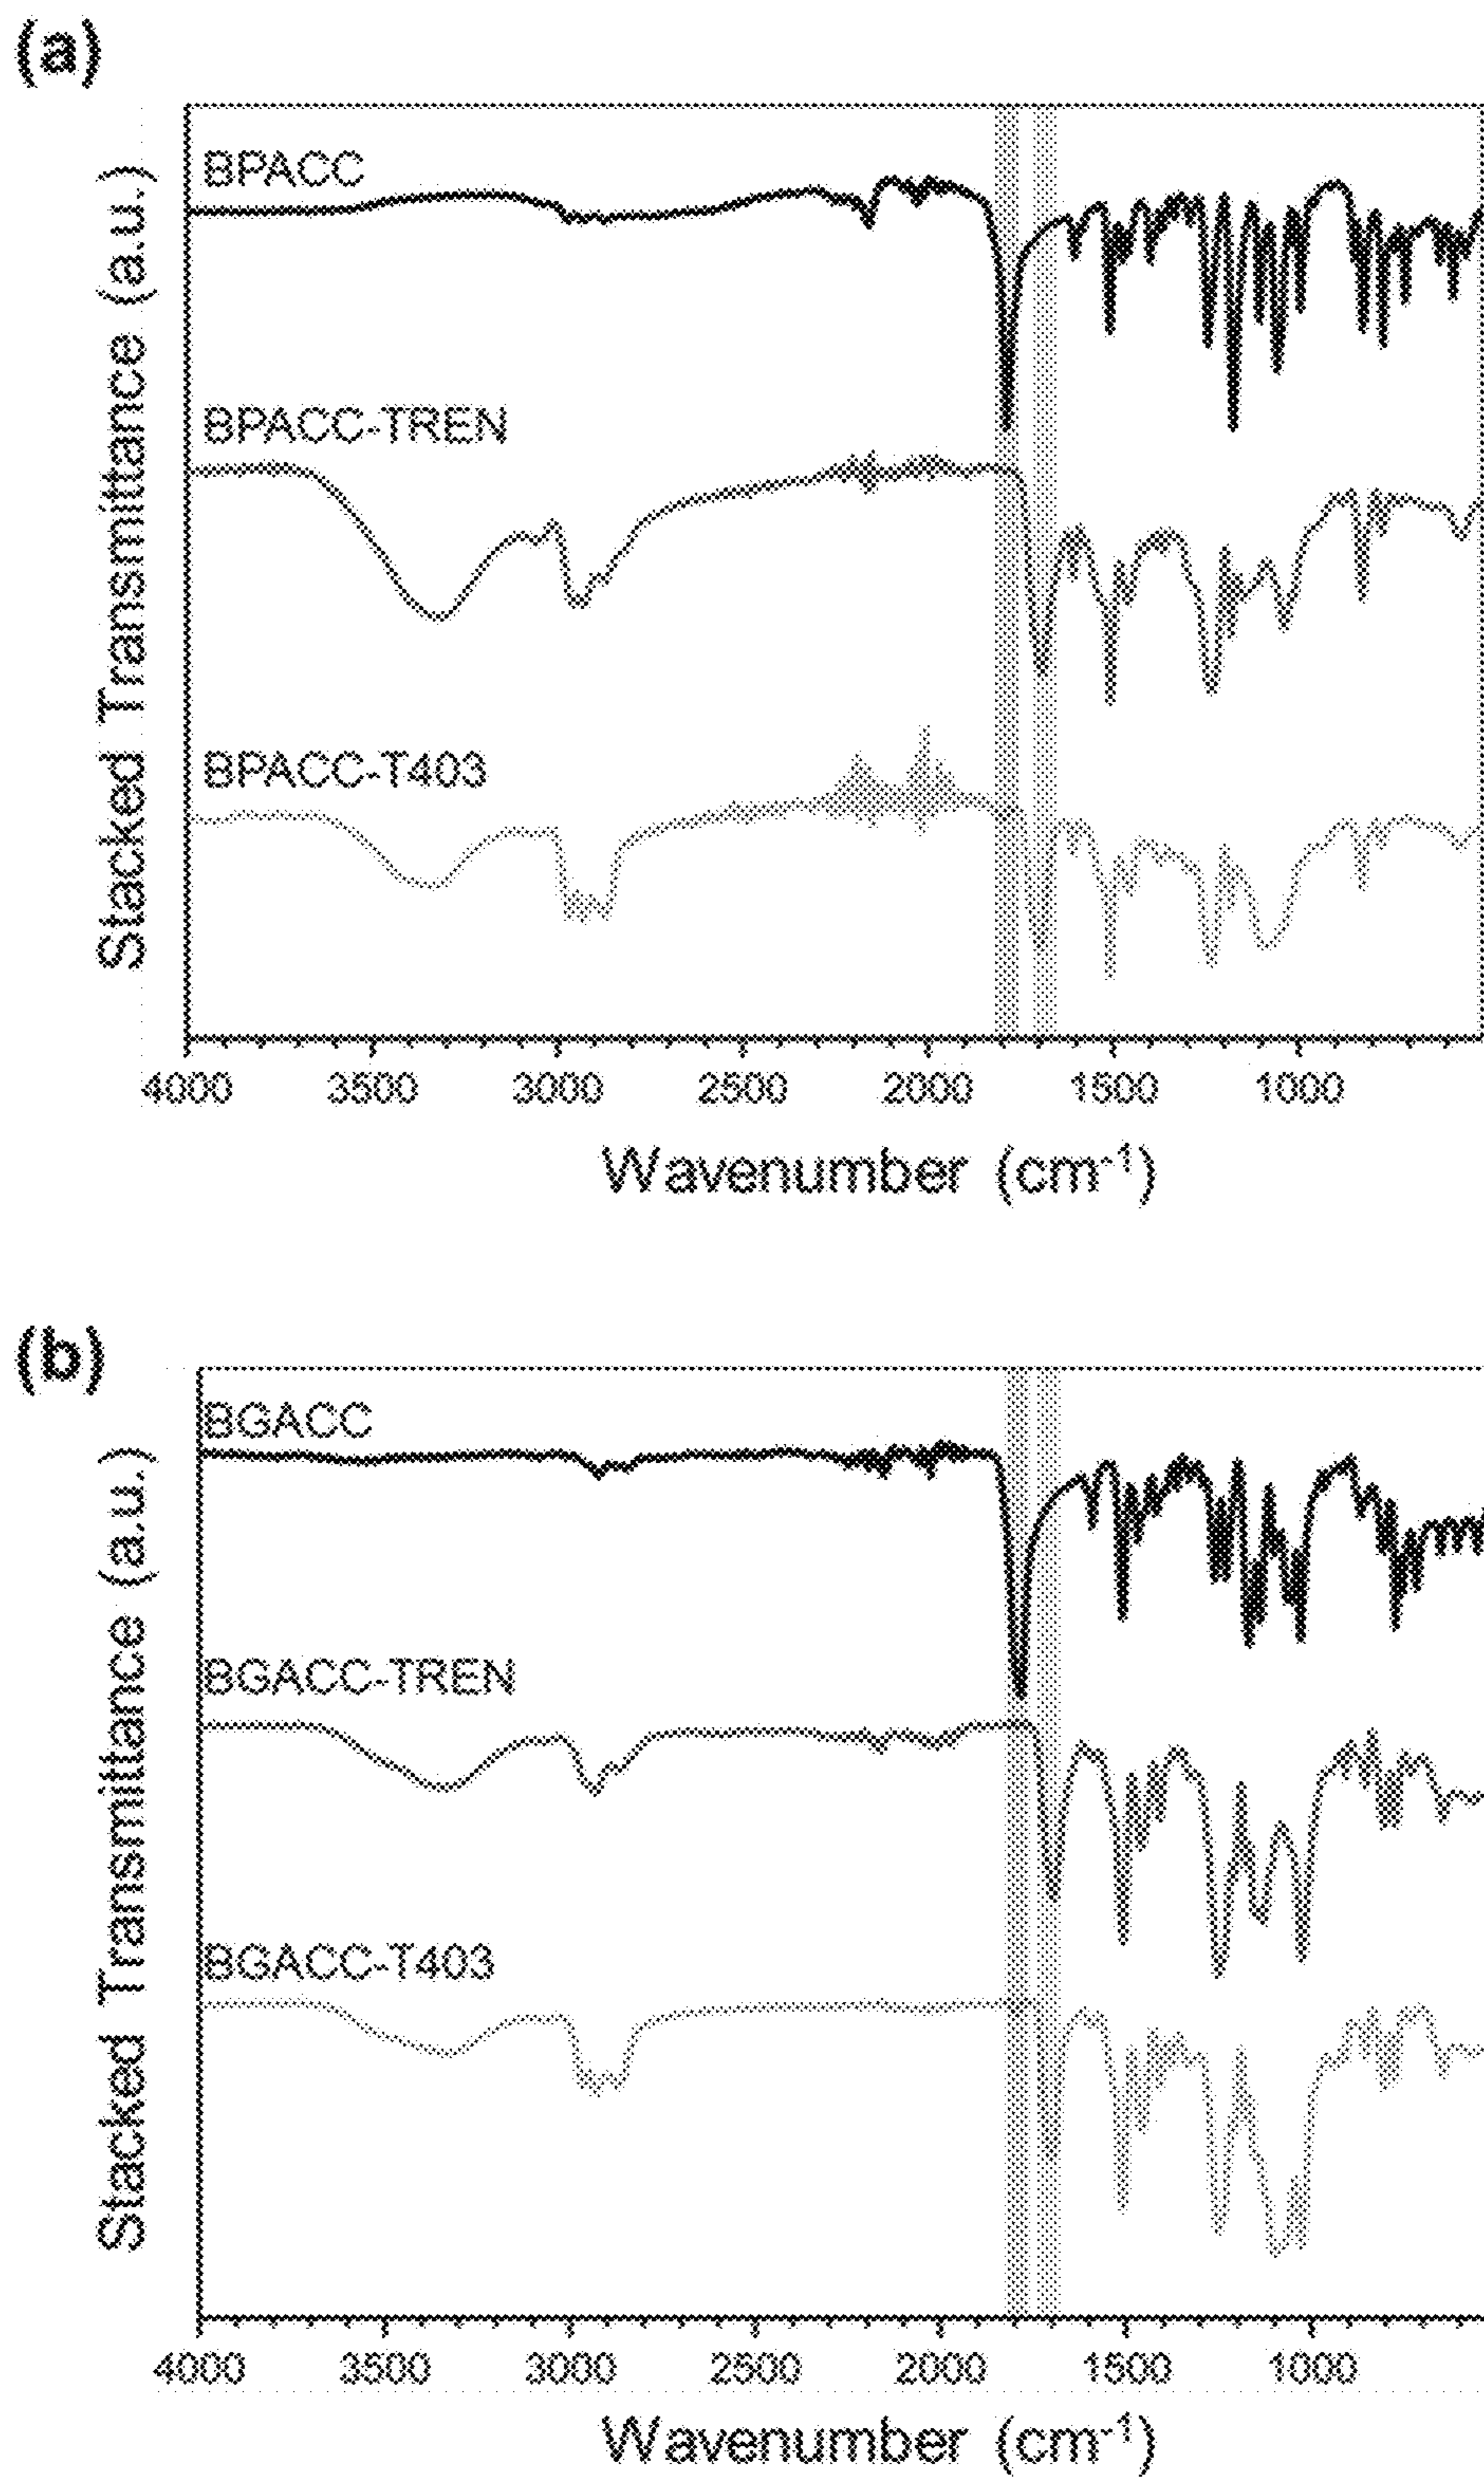 (a)
Stacked Transmittance (a.u.)
BPACC
BPACC-TREN
BPACC-T403
4000 3500 3000 2500 2000 1500 1000
Wavenumber (cm⁻¹)
(b)
Stacked Transmittance (a.u.)
BGACC
BGACC-TREN
BGACC-T403
4000 3500 3000 2500 2000 1500 1000
Wavenumber (cm⁻¹)